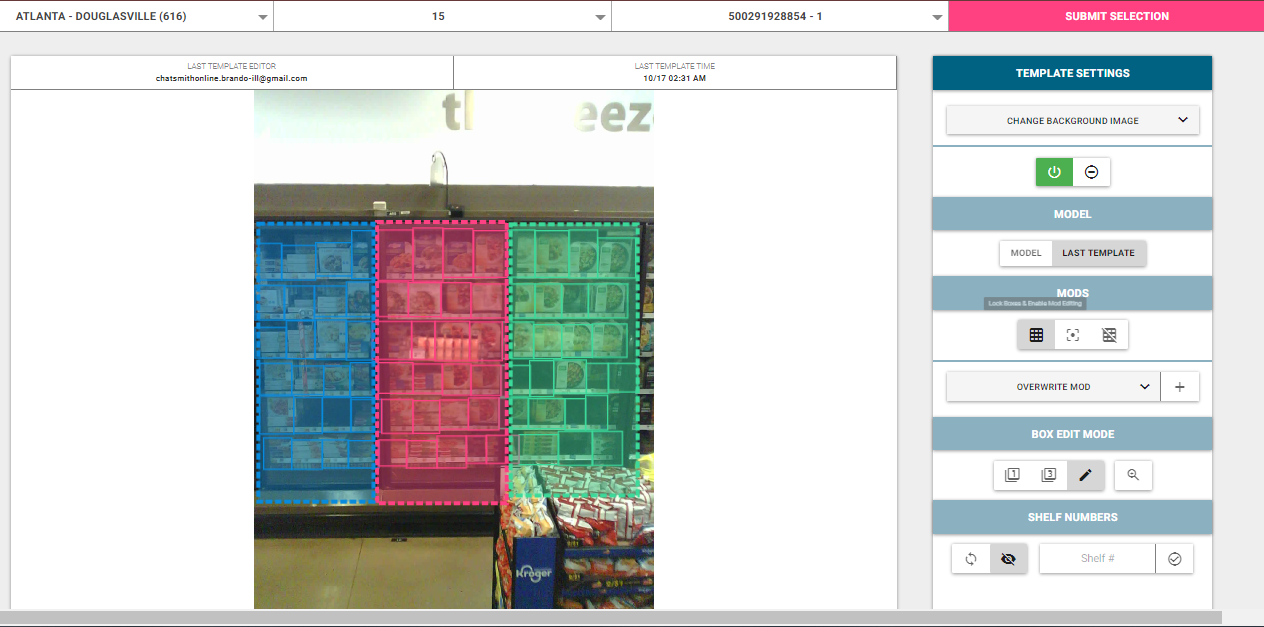 ATLANTA - DOUGLASVILLE (616)
15
500291928854 - 1
SUBMIT SELECTION
LAST TEMPLATE EDITOR
chatsmithonline.brando-ill@gmail.com
LAST TEMPLATE TIME
10/17 02:31 AM
TEMPLATE SETTINGS
CHANGE BACKGROUND IMAGE
MODEL
MODEL
LAST TEMPLATE
MODS
Lock Boxes & Enable Mod Editing
OVERWRITE MOD
BOX EDIT MODE
1
3
SHELF NUMBERS
Shelf #
Kroger